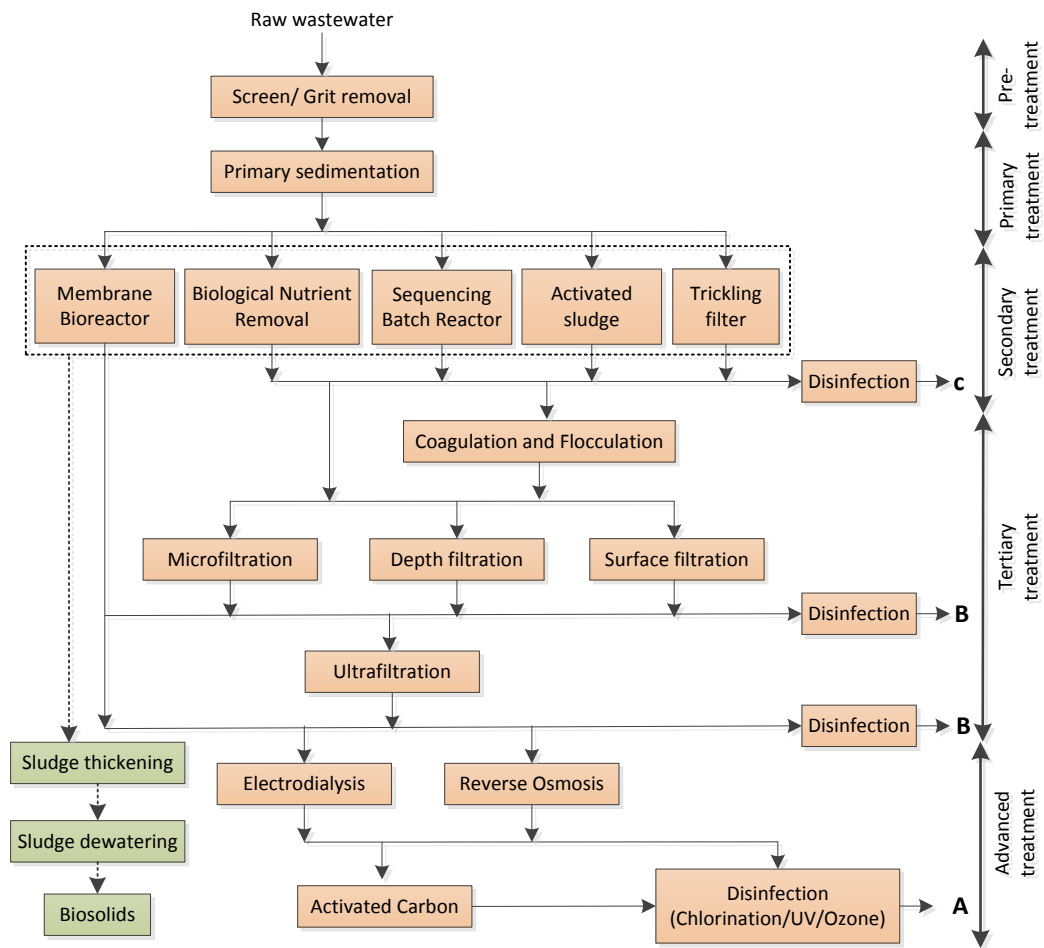 Raw wastewater
Screen/ Grit removal
Pre-
treatment
Primary sedimentation
Primary
treatment
Membrane
Bioreactor
Biological Nutrient
Removal
Sequencing
Batch Reactor
Activated
sludge
Trickling
filter
Secondary
treatment
Disinfection
c
Coagulation and Flocculation
Microfiltration
Depth filtration
Surface filtration
Tertiary
treatment
Disinfection
B
Ultrafiltration
Disinfection
B
Sludge thickening
Electrodialysis
Reverse Osmosis
Sludge dewatering
Advanced
treatment
Biosolids
Activated Carbon
Disinfection
(Chlorination/UV/Ozone)
A